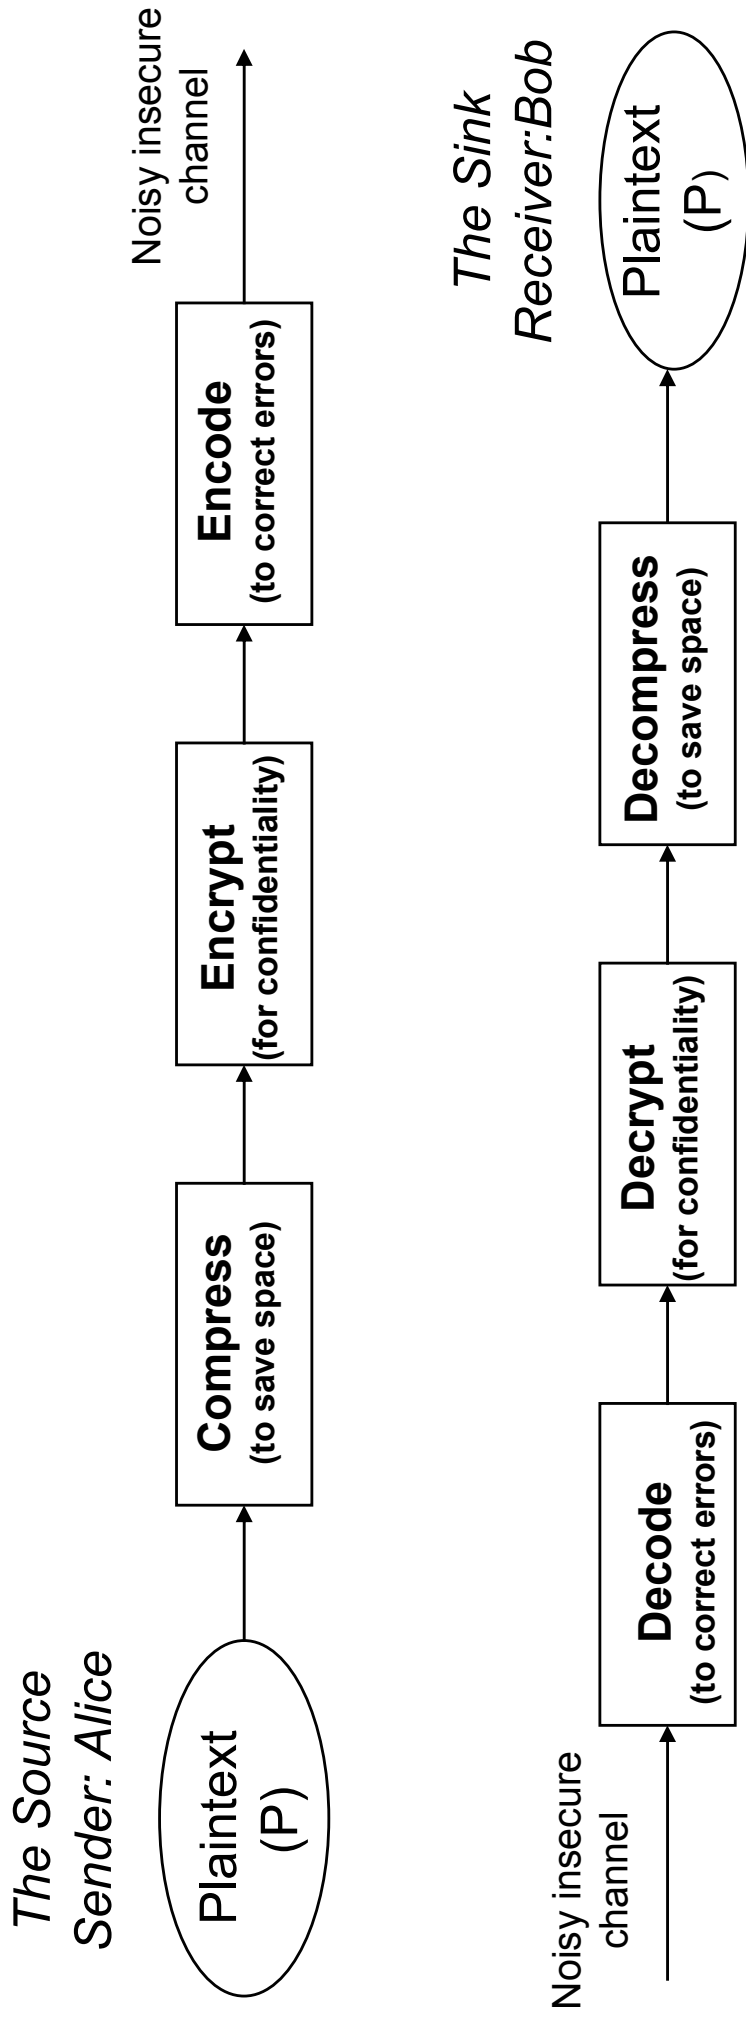 The Source
Sender: Alice
Plaintext
(P)
Compress
(to save space)
Encrypt
(for confidentiality)
Encode
(to correct errors)
Noisy insecure
channel
Noisy insecure
channel
Decode
(to correct errors)
Decrypt
(for confidentiality)
Decompress
(to save space)
The Sink
Receiver:Bob
Plaintext
(P)